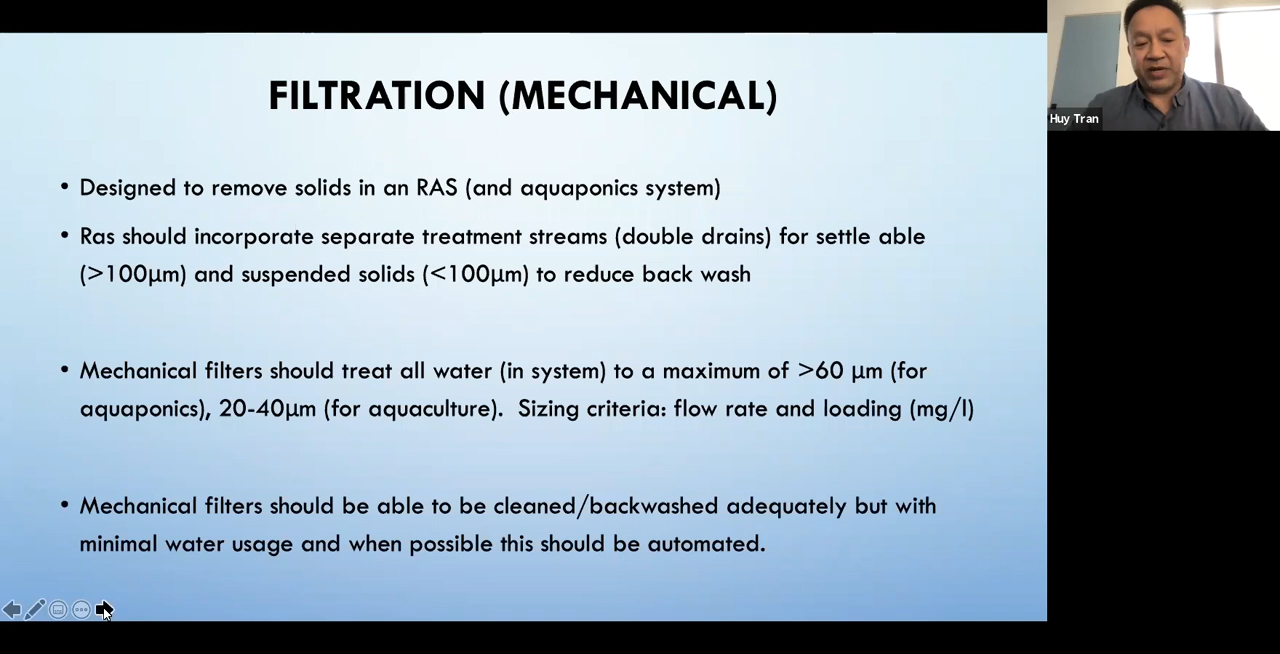 FILTRATION (MECHANICAL)
• Designed to remove solids in an RAS (and aquaponics system)
• Ras should incorporate separate treatment streams (double drains) for settle able
(>100µm) and suspended solids (<100µm) to reduce back wash
• Mechanical filters should treat all water (in system) to a maximum of >60 µm (for
aquaponics), 20-40µm (for aquaculture).  Sizing criteria: flow rate and loading (mg/l)
• Mechanical filters should be able to be cleaned/backwashed adequately but with
minimal water usage and when possible this should be automated.
Huy Tran